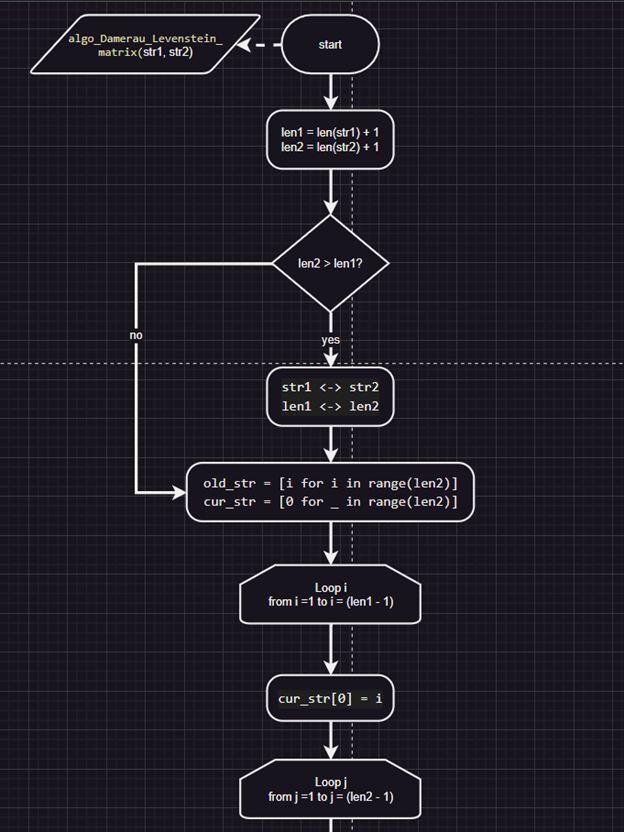 algo_Damerau_Levenstein_
matrix(str1, str2)
start
len1 = len(str1) + 1
len2 = len(str2) + 1
len2 > len1?
no
yes
str1 <-> str2
len1 <-> len2
old_str = [i for i in range(len2)]
cur_str = [0 for _ in range(len2)]
Loop i
from i =1 to i = (len1 - 1)
cur_str[0] = i
Loop j
from j =1 to j = (len2 - 1)